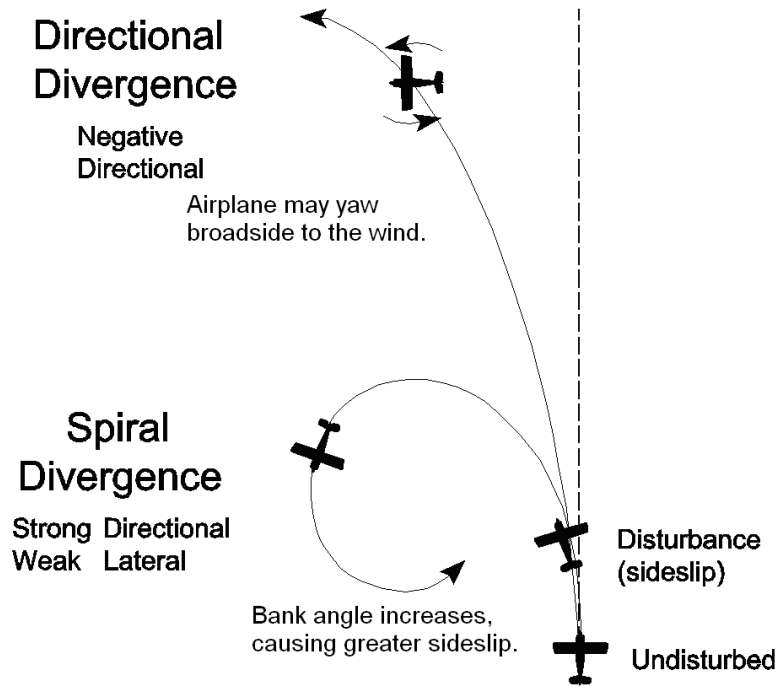 Directional
Divergence
Negative
Directional
Airplane may yaw
broadside to the wind.
Spiral
Divergence
Strong Directional
Weak Lateral
Bank angle increases,
causing greater sideslip.
Disturbance
(sideslip)
Undisturbed